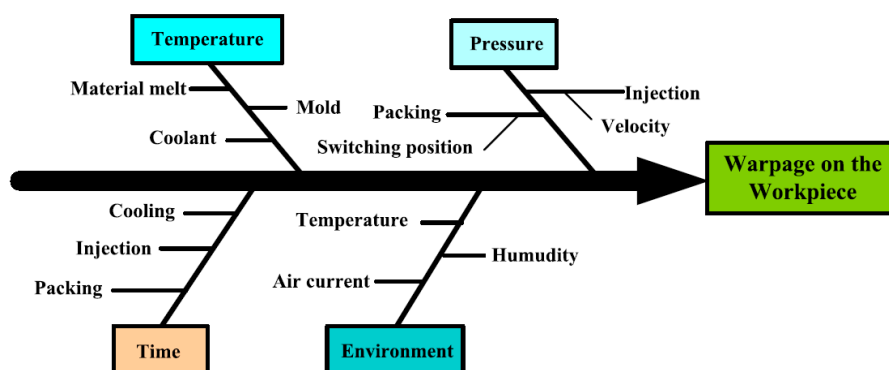 Temperature
Pressure
Material melt
Mold
Coolant
Injection
Packing
Velocity
Switching position
Warpage on the
Workpiece
Cooling
Injection
Packing
Temperature
Humudity
Air current
Time
Environment